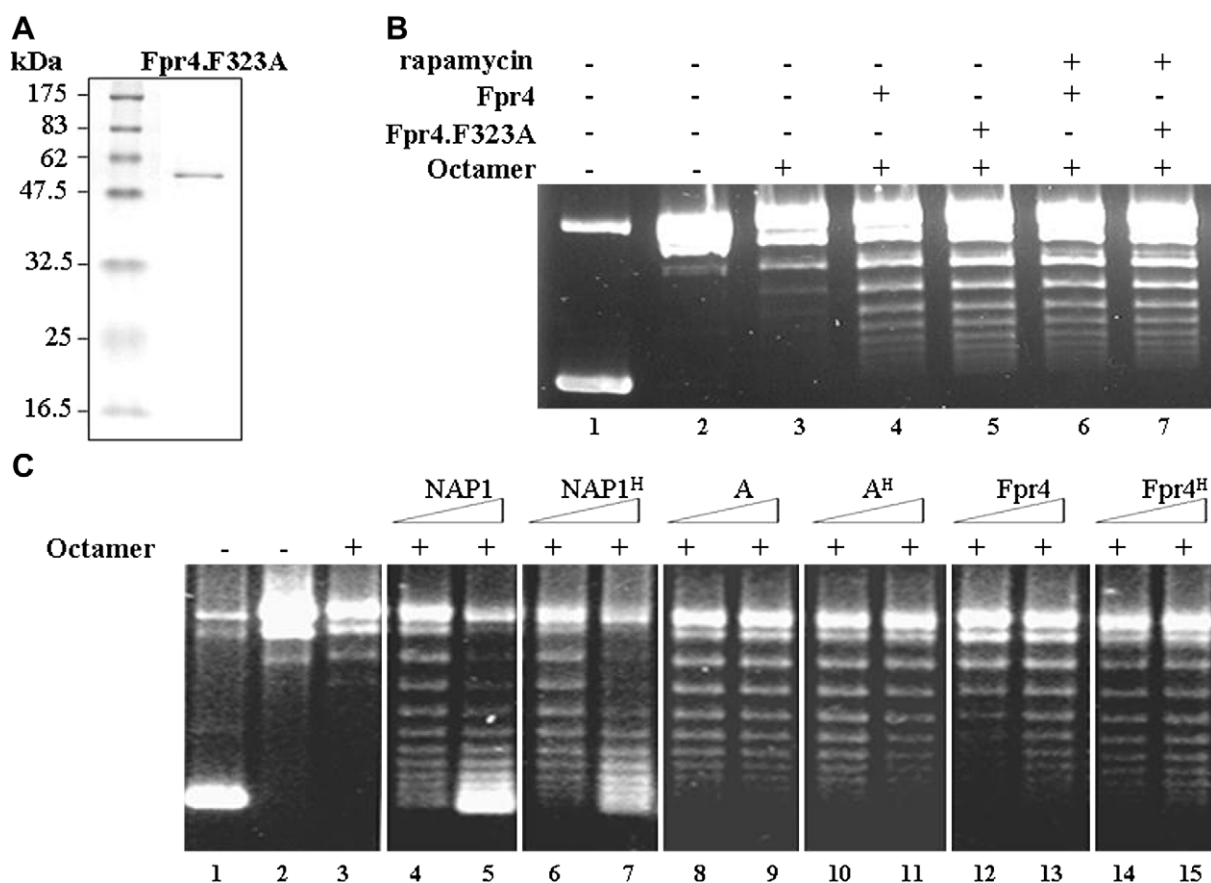 A
kDa Fpr4.F323A
175
83
62
47.5
32.5
25
16.5
B
rapamycin - - - - - + +
Fpr4 - - - + - + -
Fpr4.F323A - - - - + - +
Octamer - - + + + + +
1 2 3 4 5 6 7
C
NAP1 NAP1ᴴ A Aᴴ Fpr4 Fpr4ᴴ
Octamer - - + + + + + + + + + + + + +
1 2 3 4 5 6 7 8 9 10 11 12 13 14 15